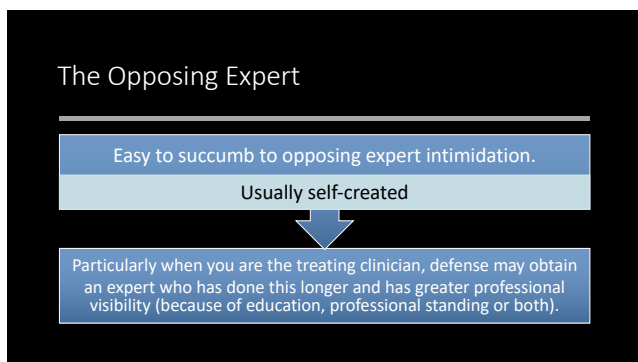 The Opposing Expert
Easy to succumb to opposing expert intimidation.
Usually self-created
Particularly when you are the treating clinician, defense may obtain
an expert who has done this longer and has greater professional
visibility (because of education, professional standing or both).